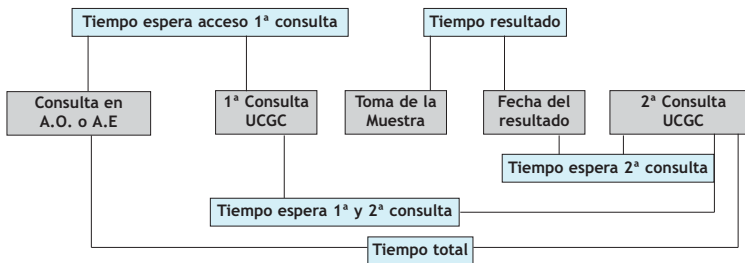 Tiempo espera acceso 1ª consulta
Tiempo resultado
Consulta en
A.O. o A.E
1ª Consulta
UCGC
Toma de la
Muestra
Fecha del
resultado
2ª Consulta
UCGC
Tiempo espera 2ª consulta
Tiempo espera 1ª y 2ª consulta
Tiempo total